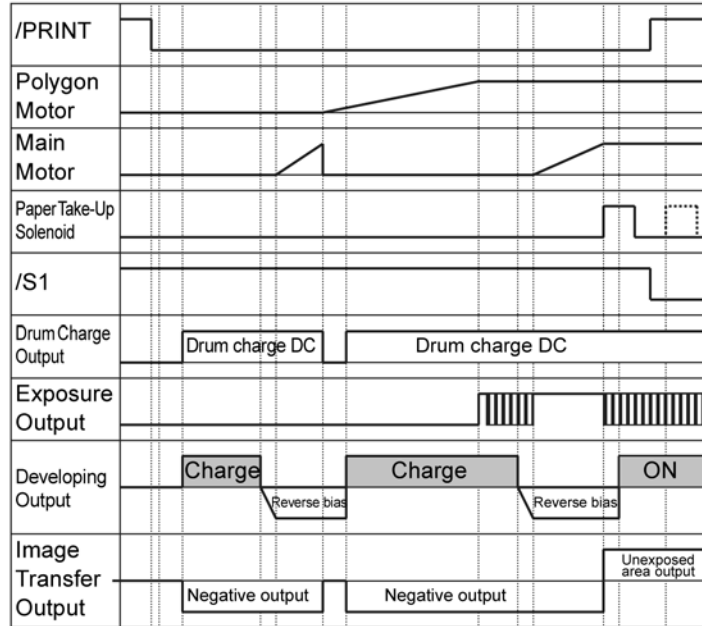 /PRINT
Polygon
Motor
Main
Motor
Paper Take-Up
Solenoid
/S1
Drum Charge
Output
Drum charge DC
Drum charge DC
Exposure
Output
Developing
Output
Charge
Reverse bias
Charge
Reverse bias
ON
Image
Transfer
Output
Negative output
Negative output
Unexposed
area output